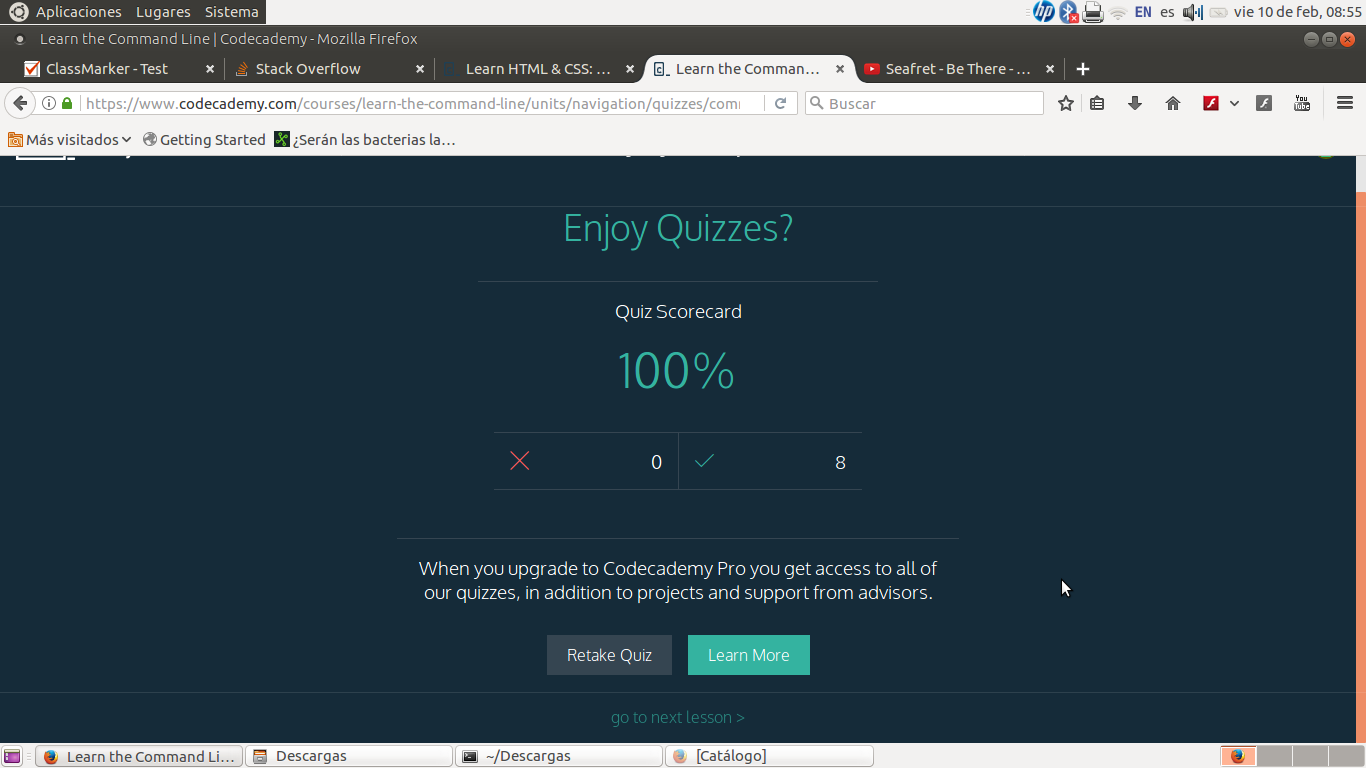 Aplicaciones Lugares Sistema
EN es vie 10 de feb, 08:55
Learn the Command Line | Codecademy - Mozilla Firefox
ClassMarker - Test
Stack Overflow
Learn HTML & CSS: ...
Learn the Comman...
Seafret - Be There - ...
https://www.codecademy.com/courses/learn-the-command-line/units/navigation/quizzes/com
Buscar
You Tube
Más visitados
Getting Started
¿Serán las bacterias la...
Enjoy Quizzes?
Quiz Scorecard
100%
0
8
When you upgrade to Codecademy Pro you get access to all of
our quizzes, in addition to projects and support from advisors.
Retake Quiz
Learn More
go to next lesson >
Learn the Command Li...
Descargas
~/Descargas
[Catálogo]